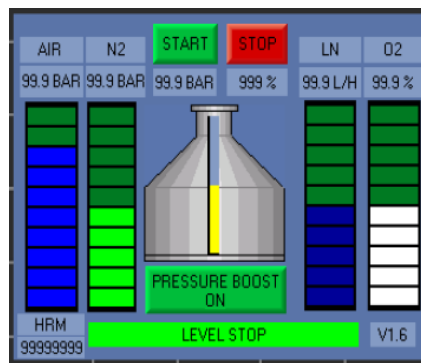 AIR N2 START STOP LN O2
99.9 BAR 99.9 BAR 99.9 BAR 999 % 99.9 L/H 99.9 %
PRESSURE BOOST
ON
HRM
99999999
LEVEL STOP
V1.6